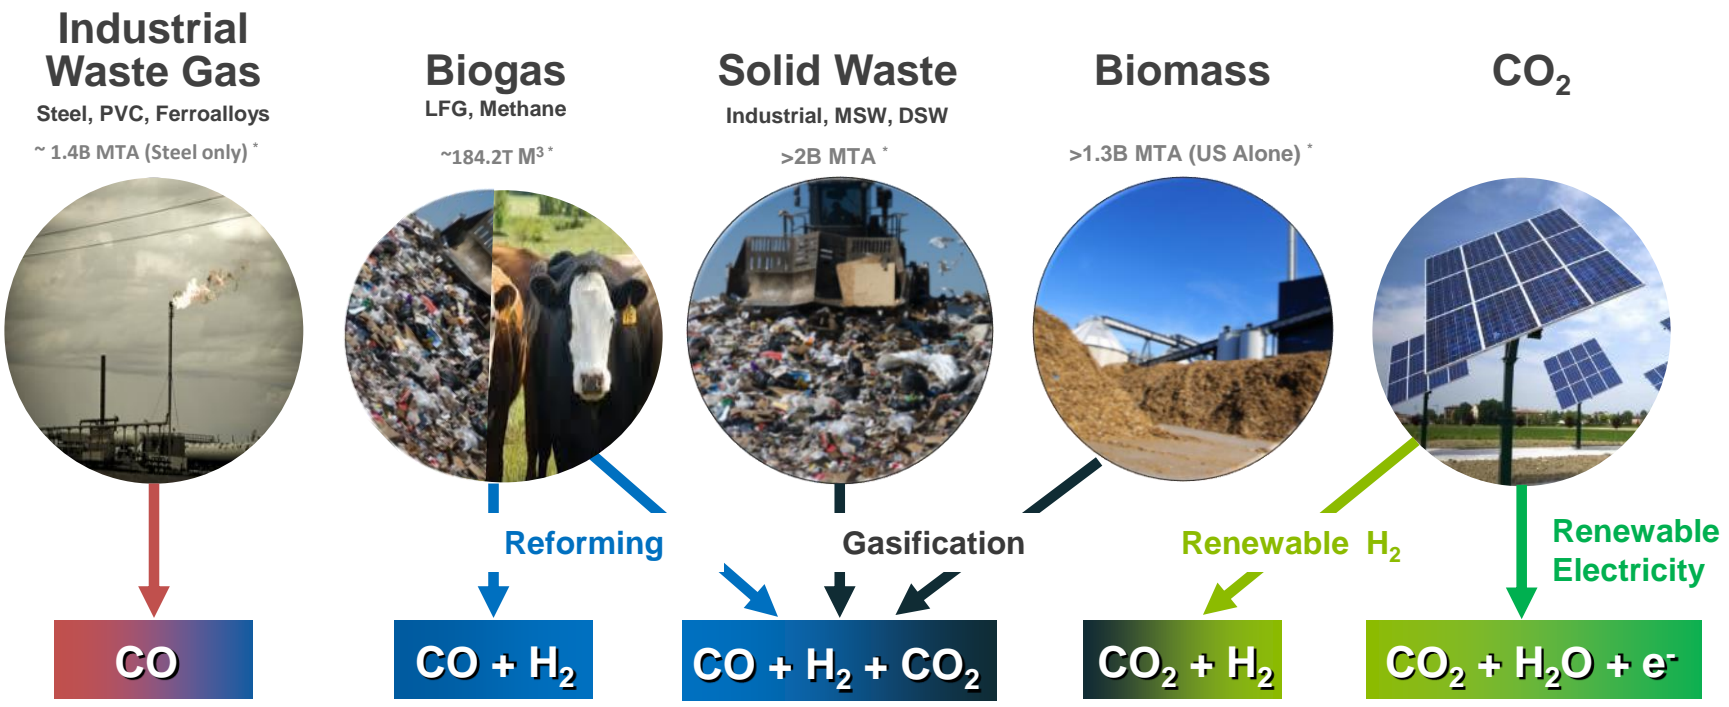 Industrial
Waste Gas
Steel, PVC, Ferroalloys
~ 1.4B MTA (Steel only) *
Biogas
LFG, Methane
~184.2T M³ *
Solid Waste
Industrial, MSW, DSW
>2B MTA *
Biomass
>1.3B MTA (US Alone) *
CO₂
Reforming
Gasification
Renewable H₂
Renewable
Electricity
CO
CO + H₂
CO + H₂ + CO₂
CO₂ + H₂
CO₂ + H₂O + e⁻